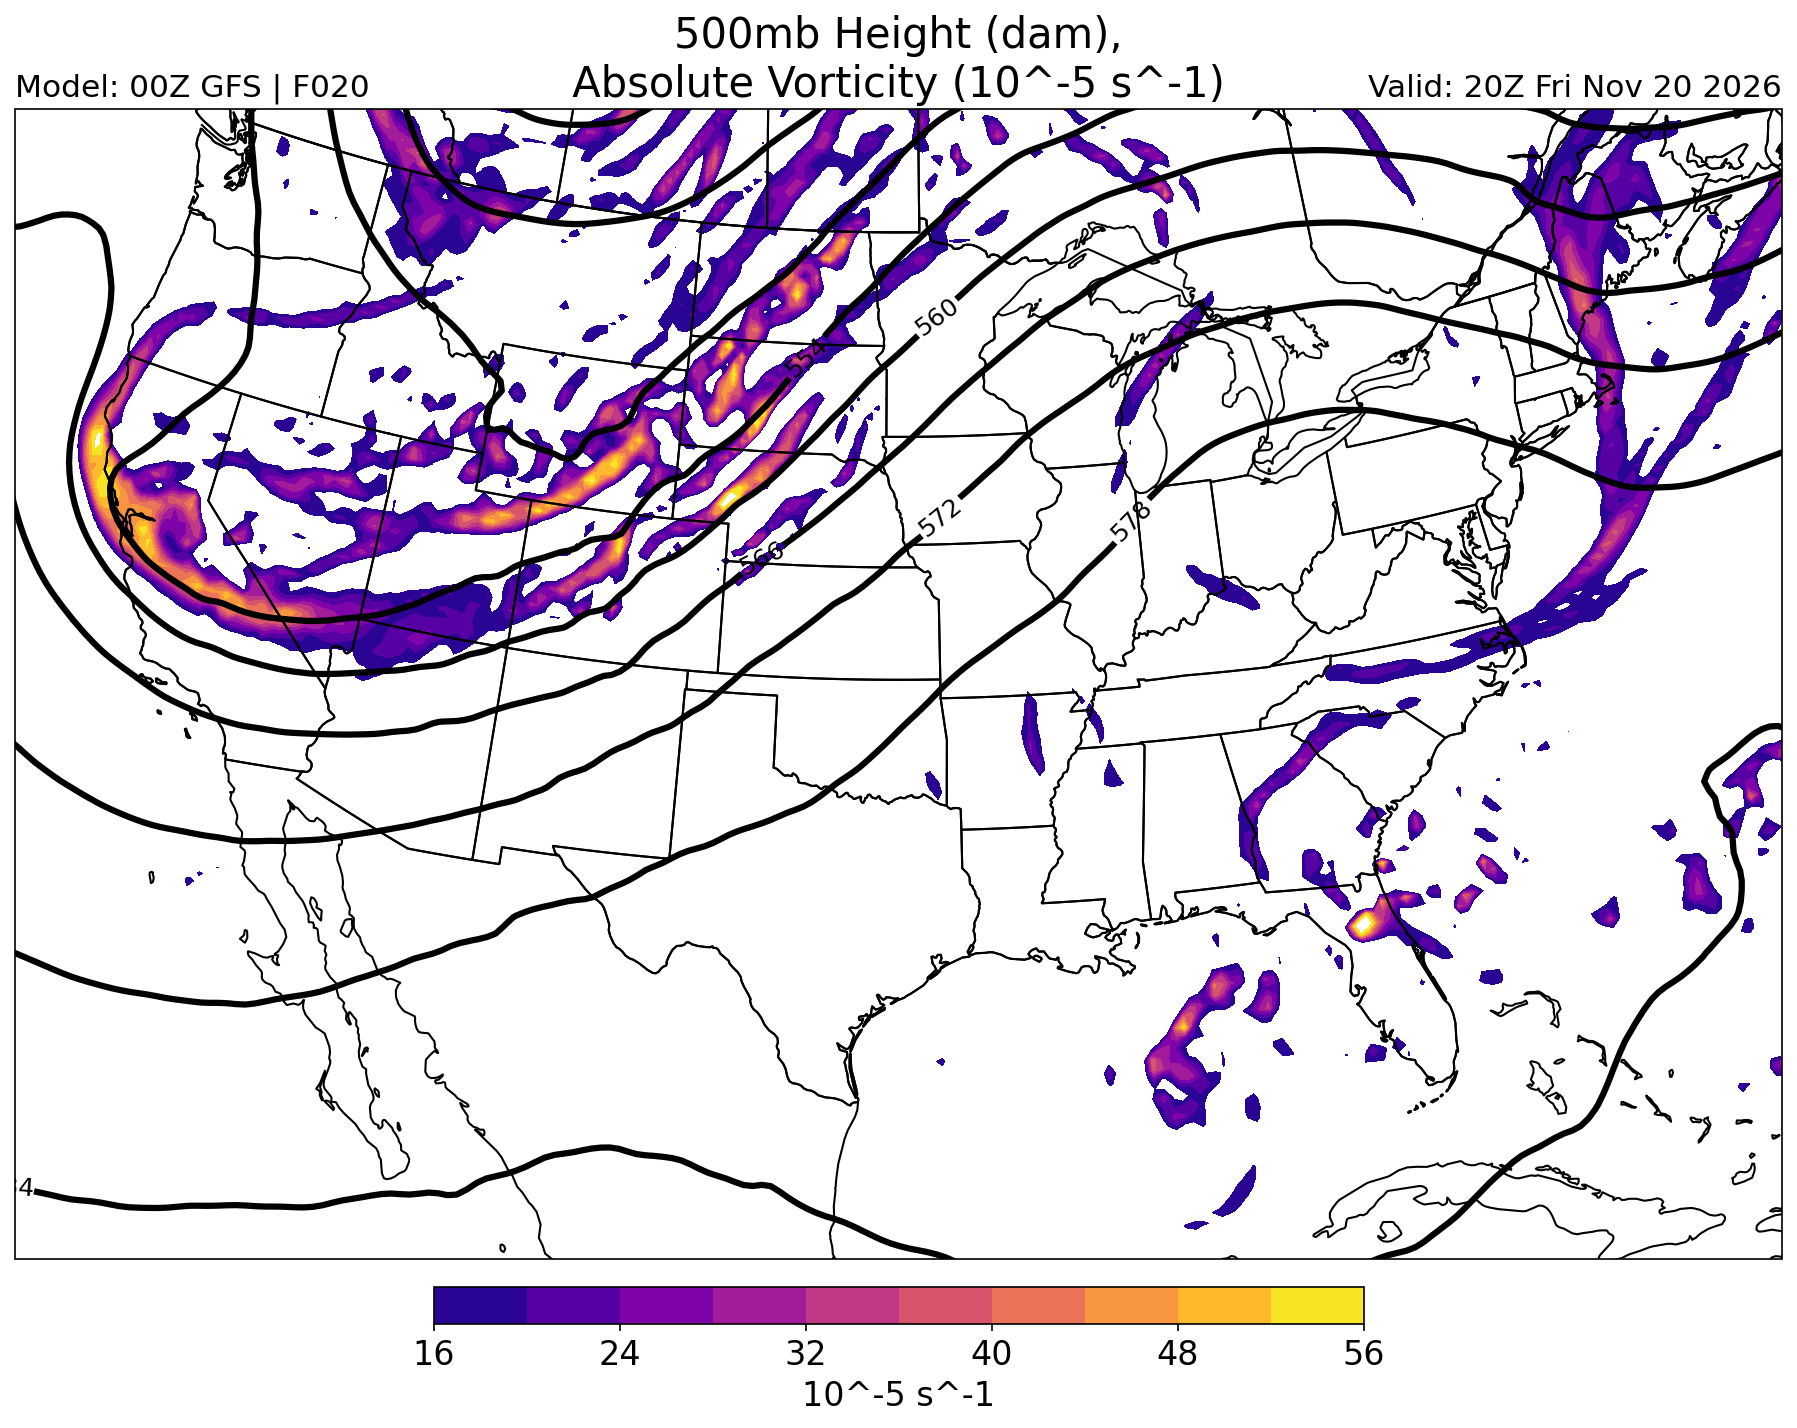 500mb Height (dam),
Model: 00Z GFS | F020
Absolute Vorticity (10^-5 s^-1)
Valid: 20Z Fri Nov 20 2026
560
554
572
578
566
4
16 24 32 40 48 56
10^-5 s^-1